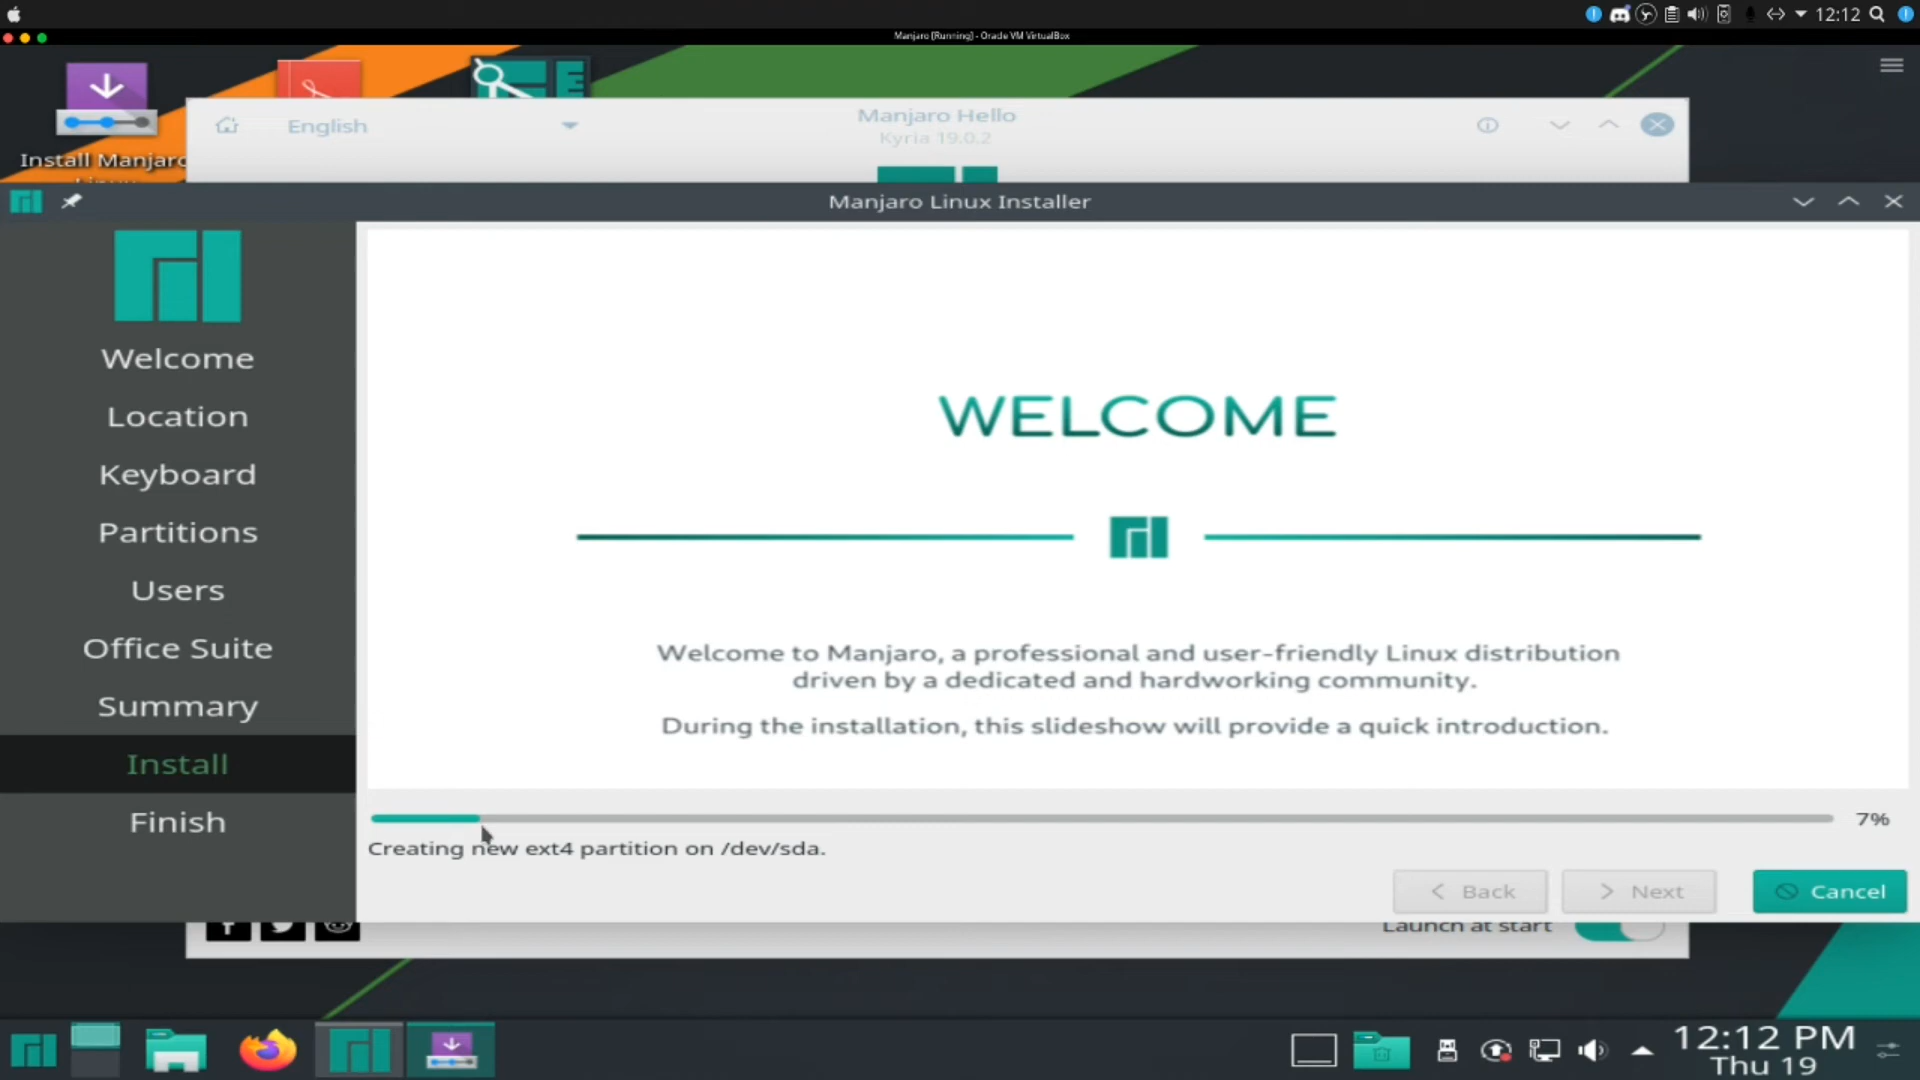 12:12
Manjaro [Running] - Oracle VM VirtualBox
Install Manjaro
English
Manjaro Hello
Kyria 19.0.2
Manjaro Linux Installer
Welcome
Location
Keyboard
Partitions
Users
Office Suite
Summary
Install
Finish
WELCOME
Welcome to Manjaro, a professional and user-friendly Linux distribution
driven by a dedicated and hardworking community.
During the installation, this slideshow will provide a quick introduction.
7%
Creating new ext4 partition on /dev/sda.
Back
Next
Cancel
Launch at start
12:12 PM
Thu 19